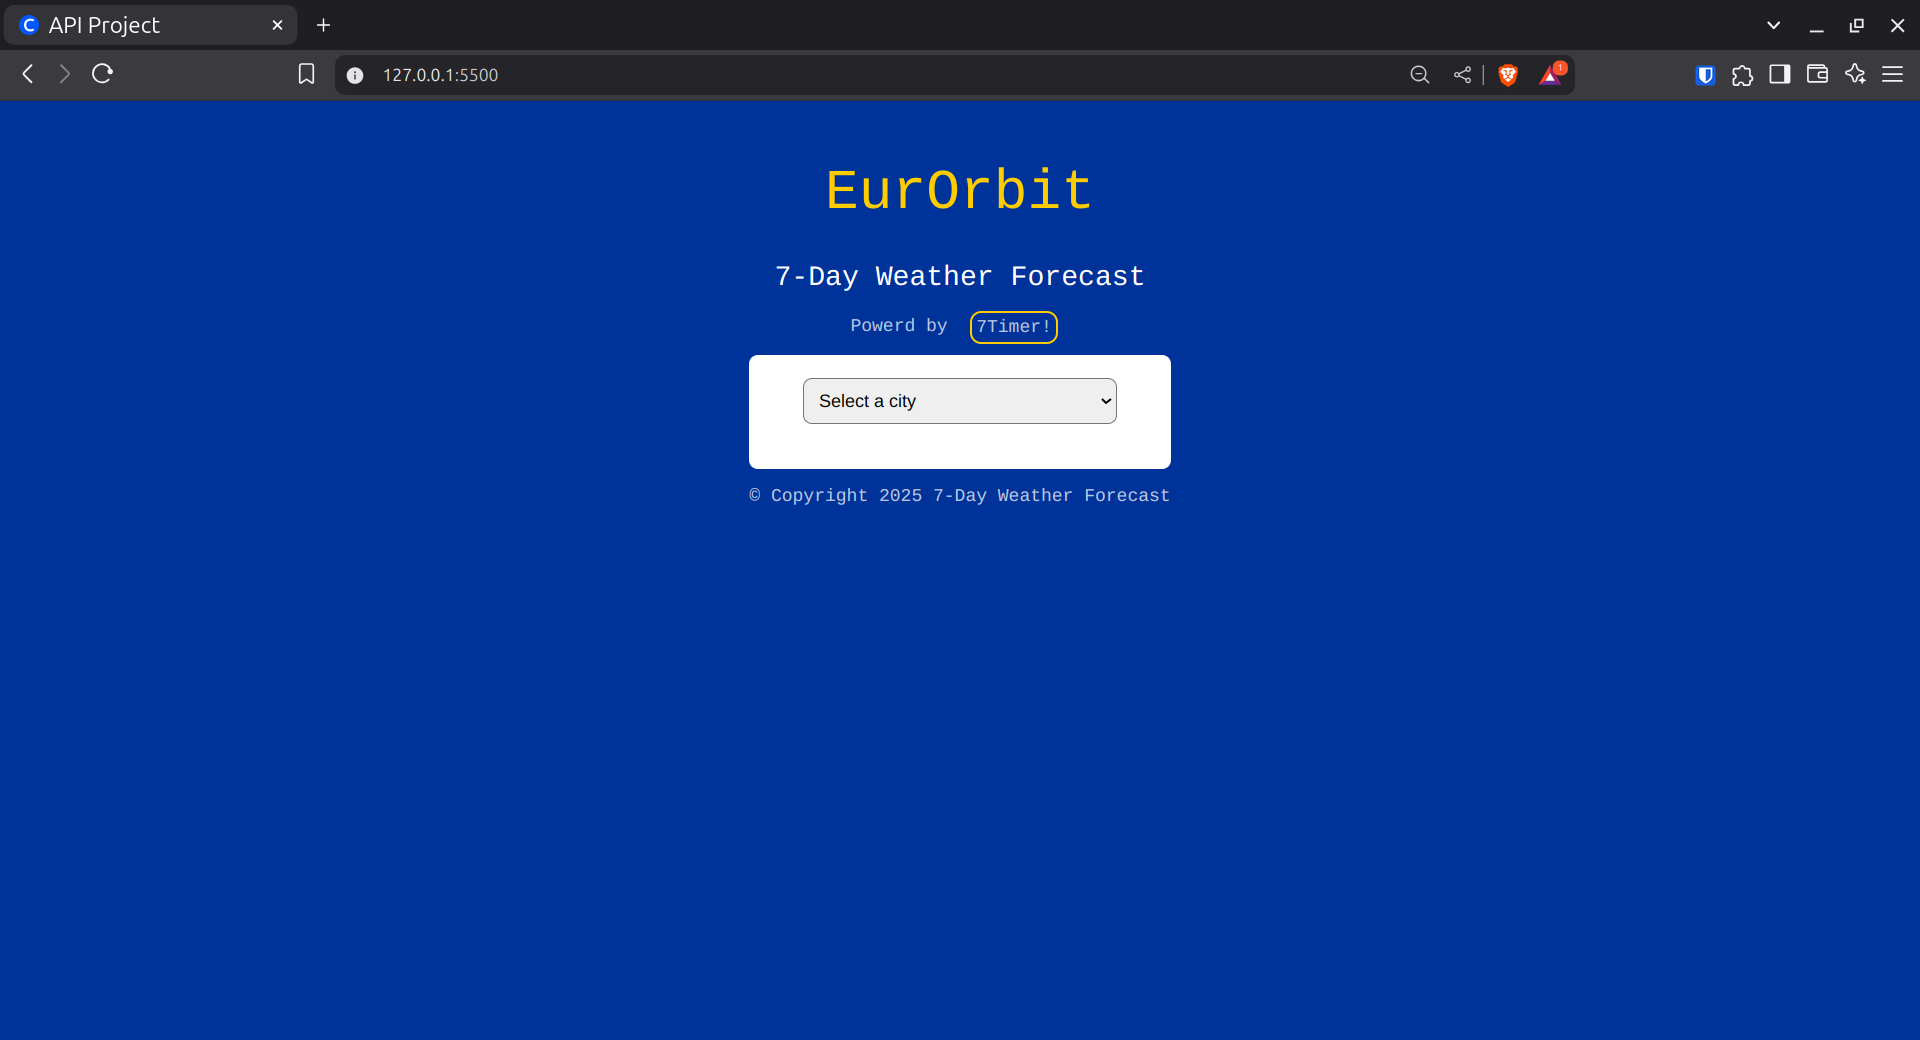 API Project
127.0.0.1:5500
1
EurOrbit
7-Day Weather Forecast
Powerd by 7Timer!
Select a city
© Copyright 2025 7-Day Weather Forecast